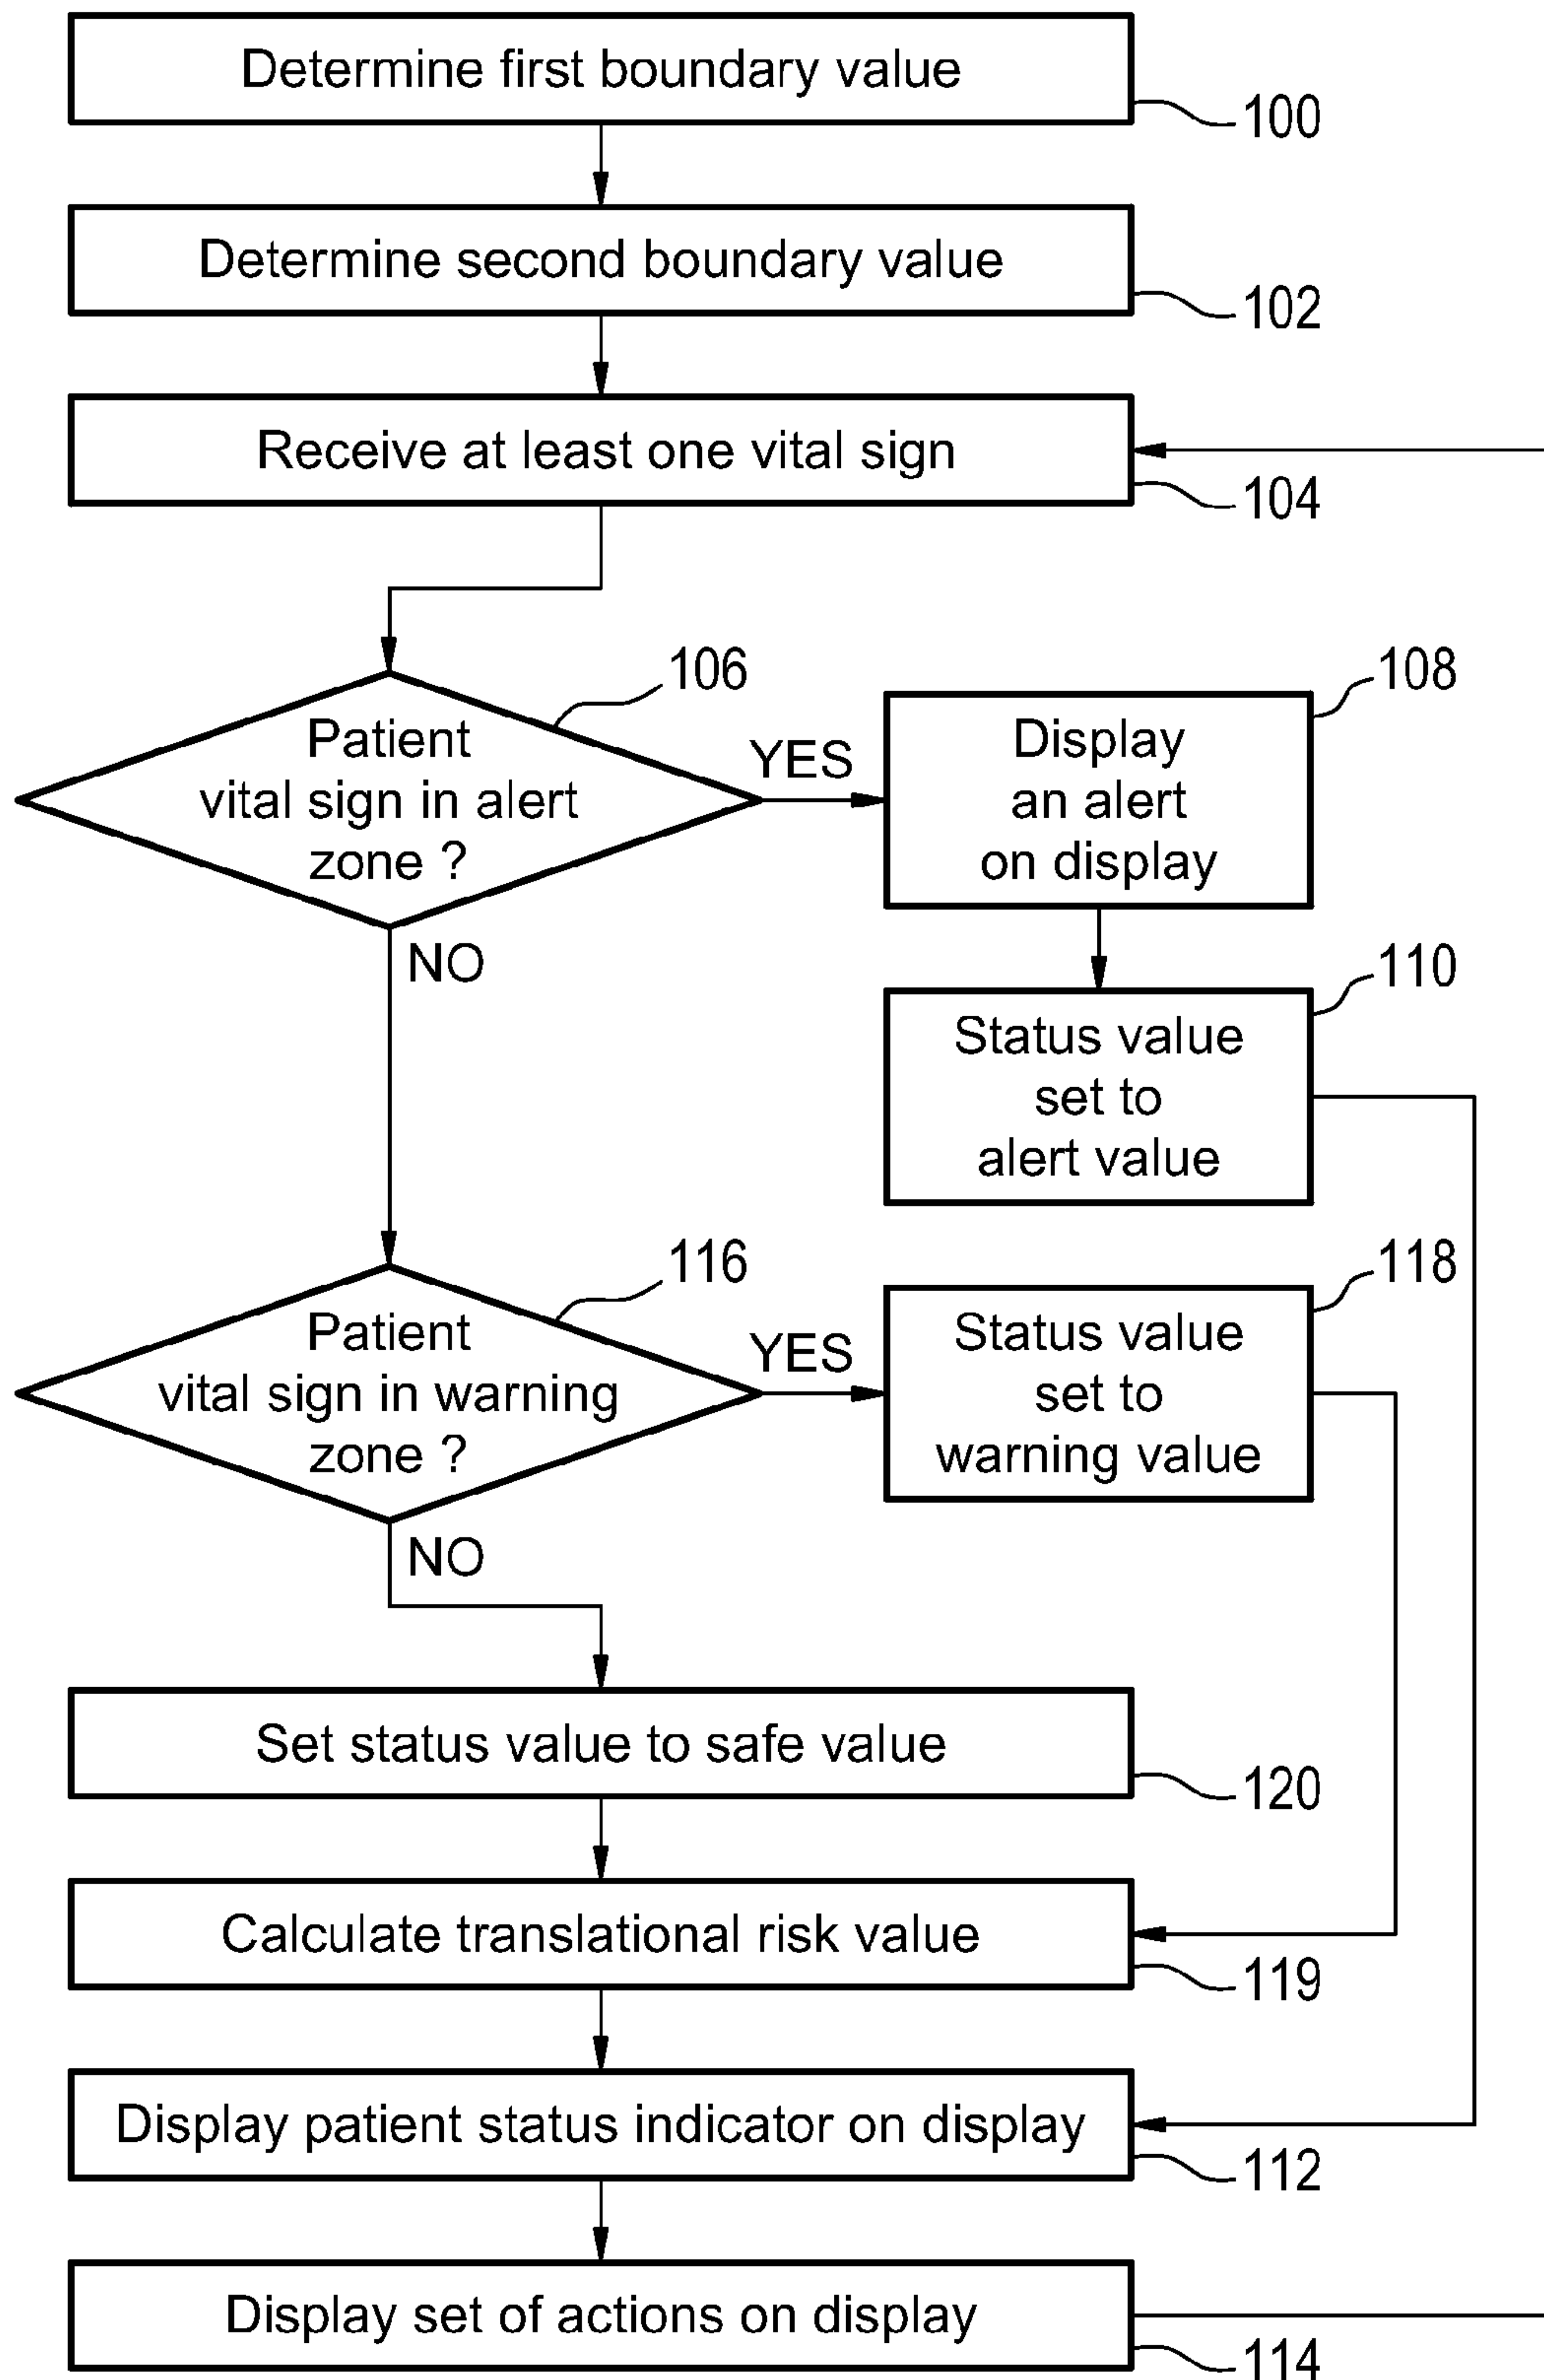 Determine first boundary value
100
Determine second boundary value
102
Receive at least one vital sign
104
106
Patient
vital sign in alert
zone ?
YES
NO
108
Display
an alert
on display
110
Status value
set to
alert value
116
Patient
vital sign in warning
zone ?
YES
NO
118
Status value
set to
warning value
Set status value to safe value
120
Calculate translational risk value
119
Display patient status indicator on display
112
Display set of actions on display
114